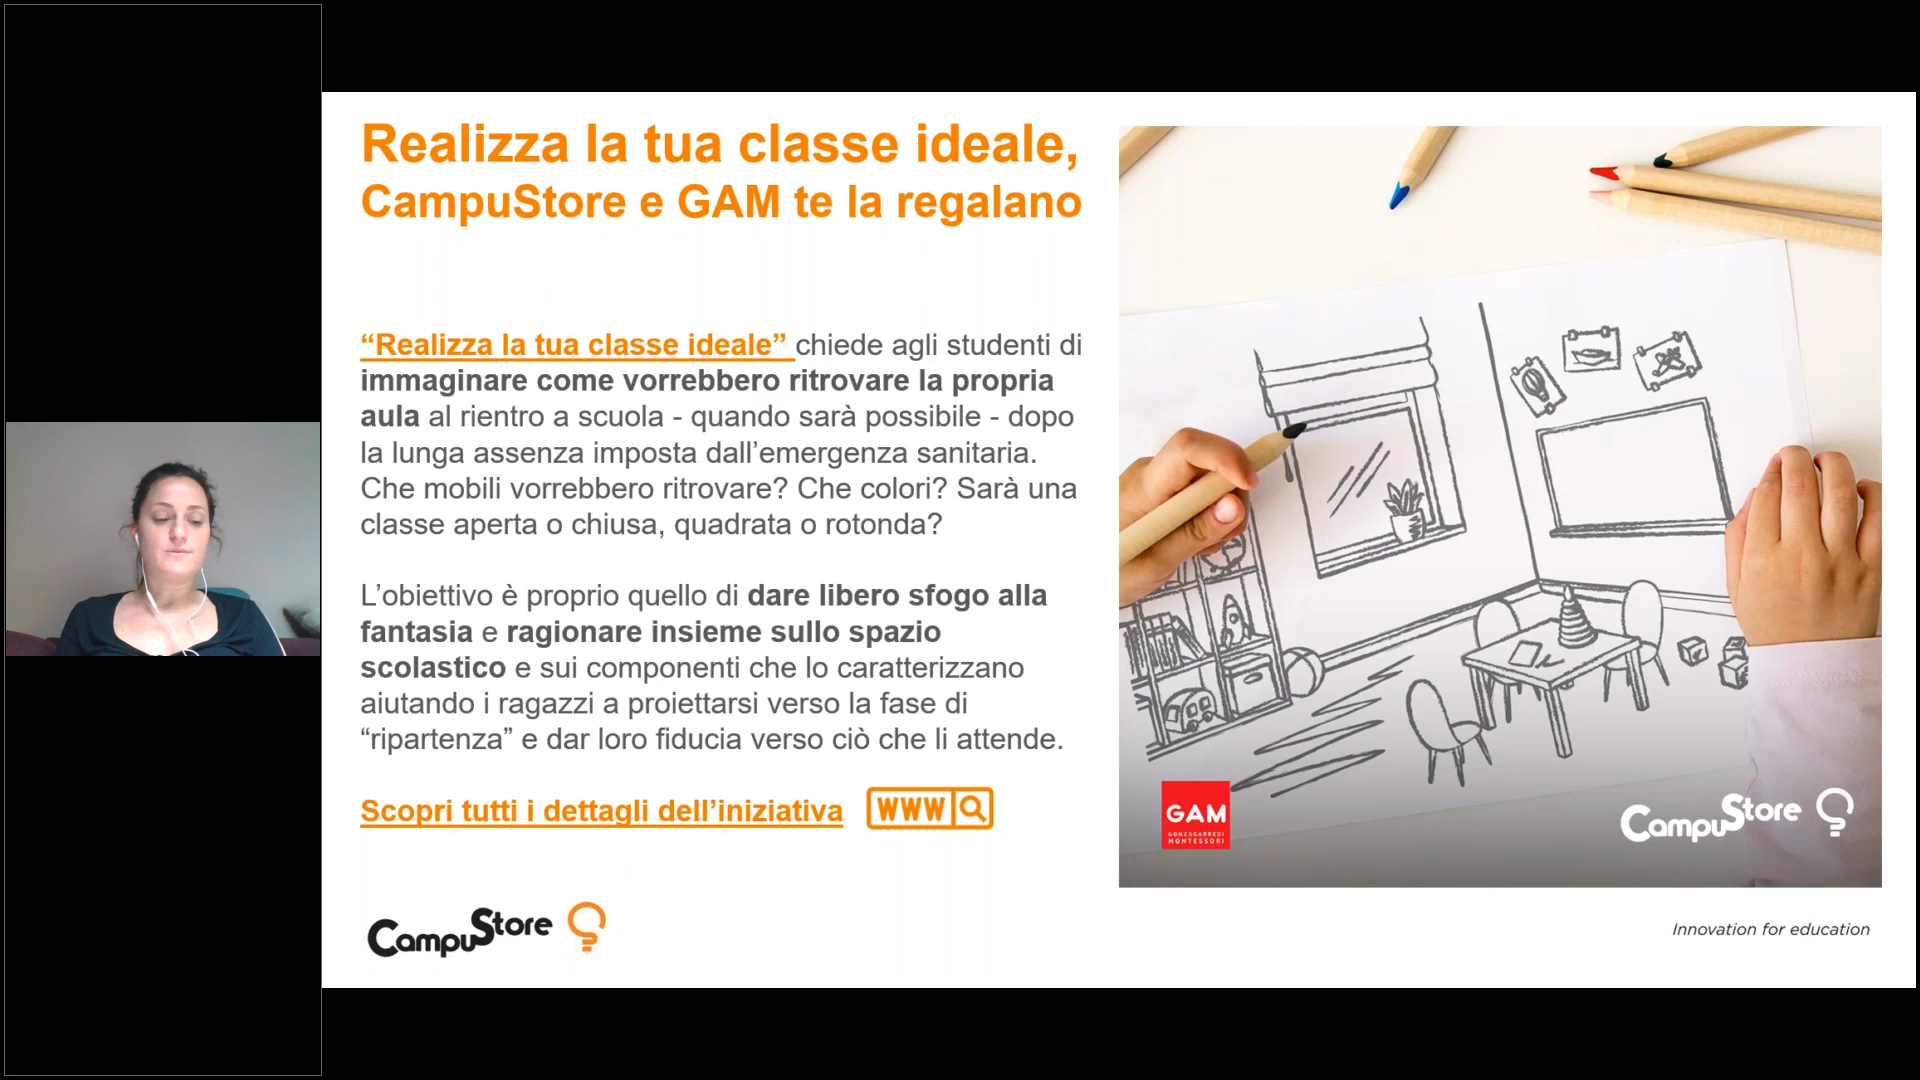 Realizza la tua classe ideale,
CampuStore e GAM te la regalano
“Realizza la tua classe ideale” chiede agli studenti di
immaginare come vorrebbero ritrovare la propria
aula al rientro a scuola - quando sarà possibile - dopo
la lunga assenza imposta dall’emergenza sanitaria.
Che mobili vorrebbero ritrovare? Che colori? Sarà una
classe aperta o chiusa, quadrata o rotonda?
L’obiettivo è proprio quello di dare libero sfogo alla
fantasia e ragionare insieme sullo spazio
scolastico e sui componenti che lo caratterizzano
aiutando i ragazzi a proiettarsi verso la fase di
“ripartenza” e dar loro fiducia verso ciò che li attende.
Scopri tutti i dettagli dell’iniziativa WWW
CampuStore
GAM
GONZAGARREDI
MONTESSORI
CampuStore
Innovation for education